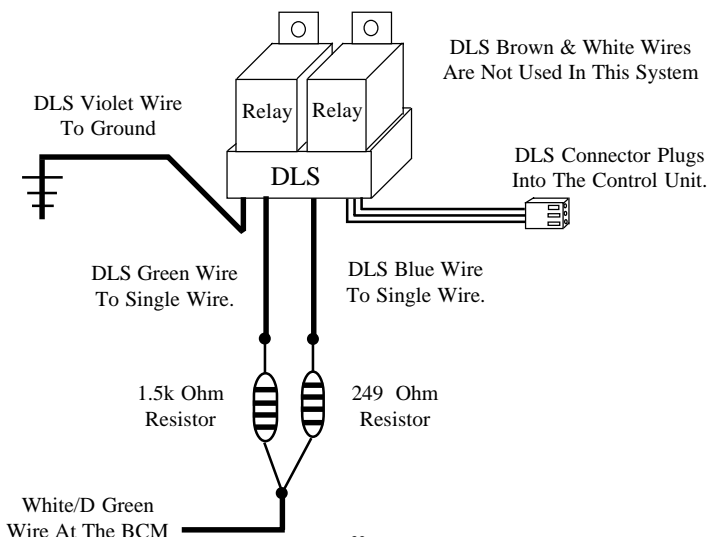 DLS Brown & White Wires
Are Not Used In This System
DLS Violet Wire
To Ground
Relay
Relay
DLS
DLS Connector Plugs
Into The Control Unit.
DLS Green Wire
To Single Wire.
DLS Blue Wire
To Single Wire.
1.5k Ohm
Resistor
249 Ohm
Resistor
White/D Green
Wire At The BCM